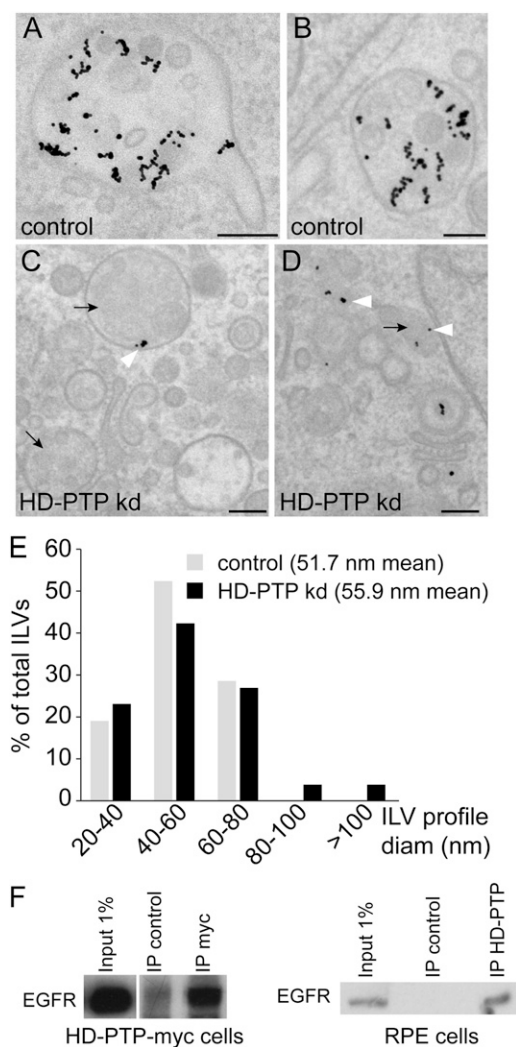 A
control
B
control
C
HD-PTP kd
D
HD-PTP kd
E
60
50
40
30
20
10
0
% of total ILVs
control (51.7 nm mean)
HD-PTP kd (55.9 nm mean)
20-40
40-60
60-80
80-100
>100
ILV profile
diam (nm)
F
Input 1%
IP control
IP myc
EGFR
HD-PTP-myc cells
Input 1%
IP control
IP HD-PTP
EGFR
RPE cells